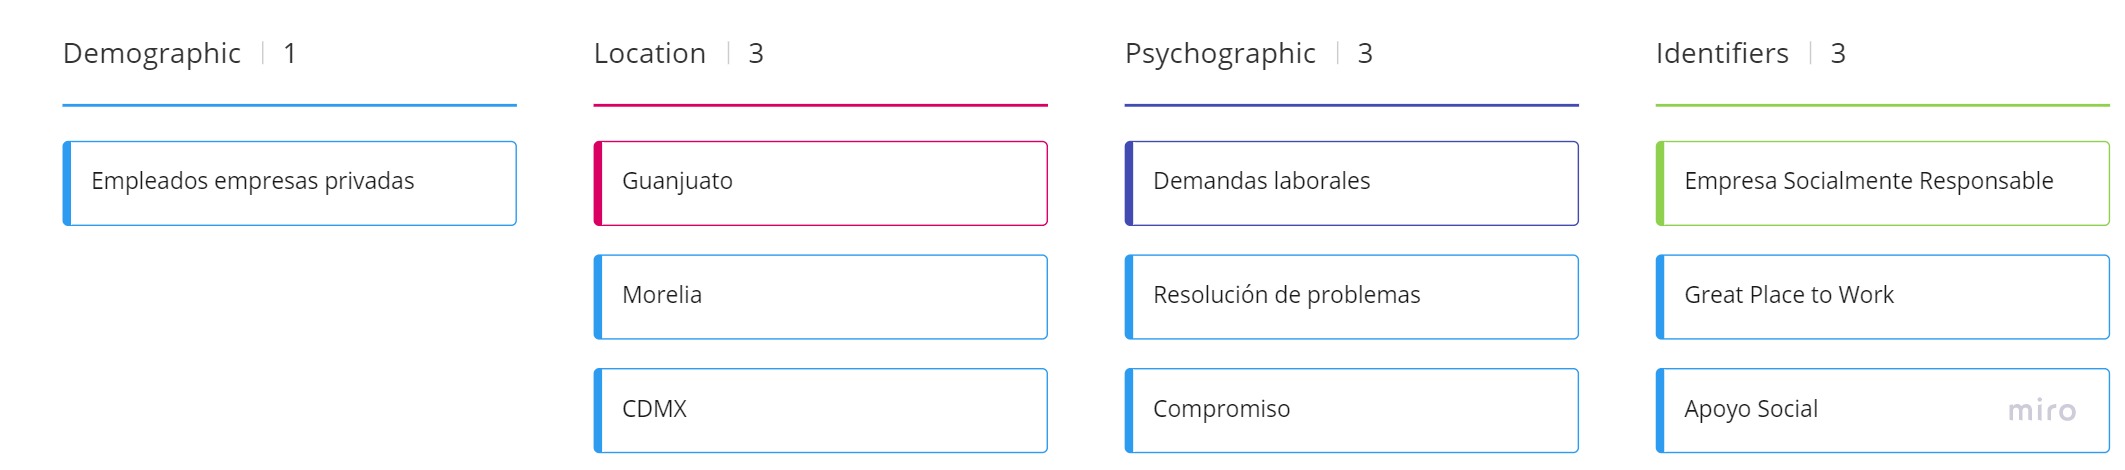 Demographic | 1
Empleados empresas privadas
Location | 3
Guanjuato
Morelia
CDMX
Psychographic | 3
Demandas laborales
Resolución de problemas
Compromiso
Identifiers | 3
Empresa Socialmente Responsable
Great Place to Work
Apoyo Social
miro